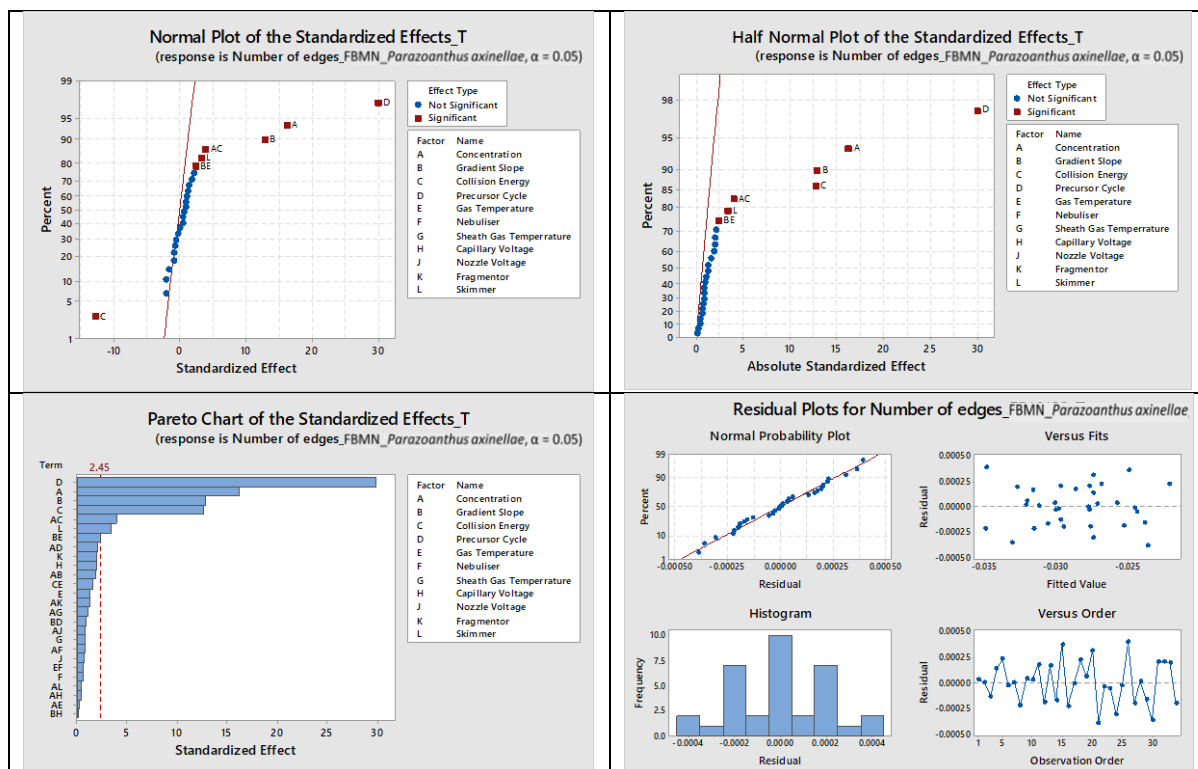 Normal Plot of the Standardized Effects_T
(response is Number of edges_FBMN_Parazoanthus axinellae, α = 0.05)
99
95
90
80
70
60
50
40
30
20
10
5
1
Percent
D
A
B
AC
L
BE
C
-10
0
10
20
30
Standardized Effect
Effect Type
Not Significant
Significant
Factor Name
A Concentration
B Gradient Slope
C Collision Energy
D Precursor Cycle
E Gas Temperature
F Nebuliser
G Sheath Gas Temperrature
H Capillary Voltage
J Nozzle Voltage
K Fragmentor
L Skimmer
Half Normal Plot of the Standardized Effects_T
(response is Number of edges_FBMN_Parazoanthus axinellae, α = 0.05)
98
95
90
85
80
70
60
50
40
30
20
10
0
Percent
D
A
B
C
AC
L
BE
0
5
10
15
20
25
30
Absolute Standardized Effect
Effect Type
Not Significant
Significant
Factor Name
A Concentration
B Gradient Slope
C Collision Energy
D Precursor Cycle
E Gas Temperature
F Nebuliser
G Sheath Gas Temperrature
H Capillary Voltage
J Nozzle Voltage
K Fragmentor
L Skimmer
Pareto Chart of the Standardized Effects_T
(response is Number of edges_FBMN_Parazoanthus axinellae, α = 0.05)
Term
2.45
D
A
B
C
AC
L
BE
AD
K
H
AB
CE
E
AK
AG
BD
AJ
G
AF
J
EF
F
AL
AH
AE
BH
0
5
10
15
20
25
30
Standardized Effect
Factor Name
A Concentration
B Gradient Slope
C Collision Energy
D Precursor Cycle
E Gas Temperature
F Nebuliser
G Sheath Gas Temperrature
H Capillary Voltage
J Nozzle Voltage
K Fragmentor
L Skimmer
Residual Plots for Number of edges_FBMN_Parazoanthus axinellae,
Normal Probability Plot
99
90
50
10
1
Percent
-0.00050
-0.00025
0.00000
0.00025
0.00050
Residual
Versus Fits
0.00050
0.00025
0.00000
-0.00025
-0.00050
Residual
-0.035
-0.030
-0.025
Fitted Value
Histogram
10.0
7.5
5.0
2.5
0.0
Frequency
-0.0004
-0.0002
0.0000
0.0002
0.0004
Residual
Versus Order
0.00050
0.00025
0.00000
-0.00025
-0.00050
Residual
1
5
10
15
20
25
30
Observation Order